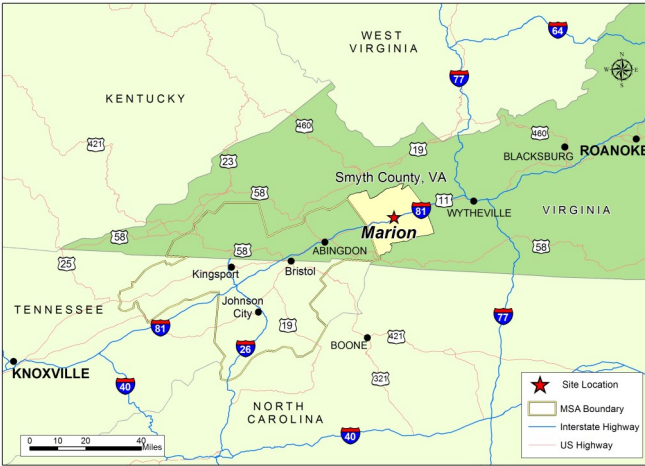 WEST
VIRGINIA
64
77
N
W E
S
KENTUCKY
421
460
23
19
460
BLACKSBURG
ROANOKE
58
Smyth County, VA
81
11
WYTHEVILLE
VIRGINIA
Marion
58
58
ABINGDON
58
25
Kingsport
Bristol
TENNESSEE
Johnson
City
19
81
26
77
BOONE
421
321
KNOXVILLE
40
NORTH
CAROLINA
40
0 10 20 40
Miles
Site Location
MSA Boundary
Interstate Highway
US Highway